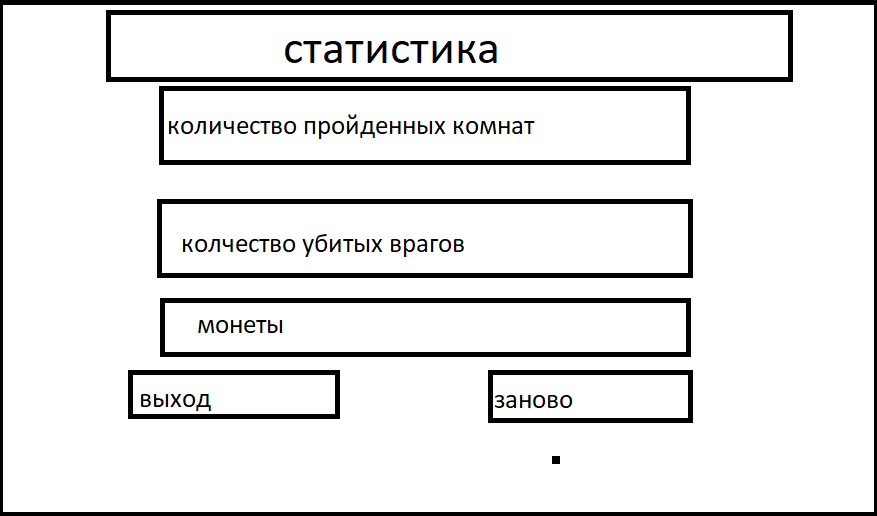 статистика
количество пройденных комнат
колчество убитых врагов
монеты
выход
заново